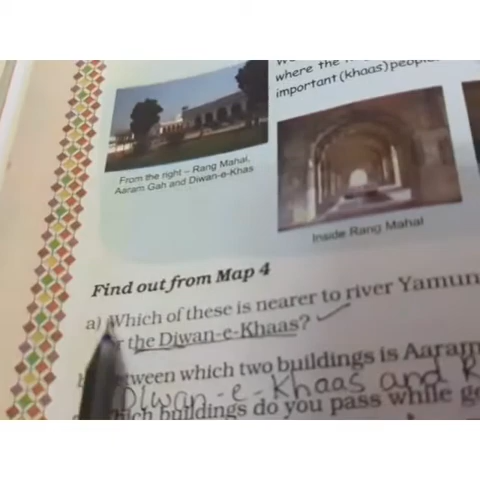 where the
important (khaas) people
From the right – Rang Mahal,
Aaram Gah and Diwan-e-Khas
Inside Rang Mahal
Find out from Map 4
a) Which of these is nearer to river Yamun
the Diwan-e-Khaas?
etween which two buildings is Aaram
Diwan-e-Khaas and R
ich buildings do you pass while g